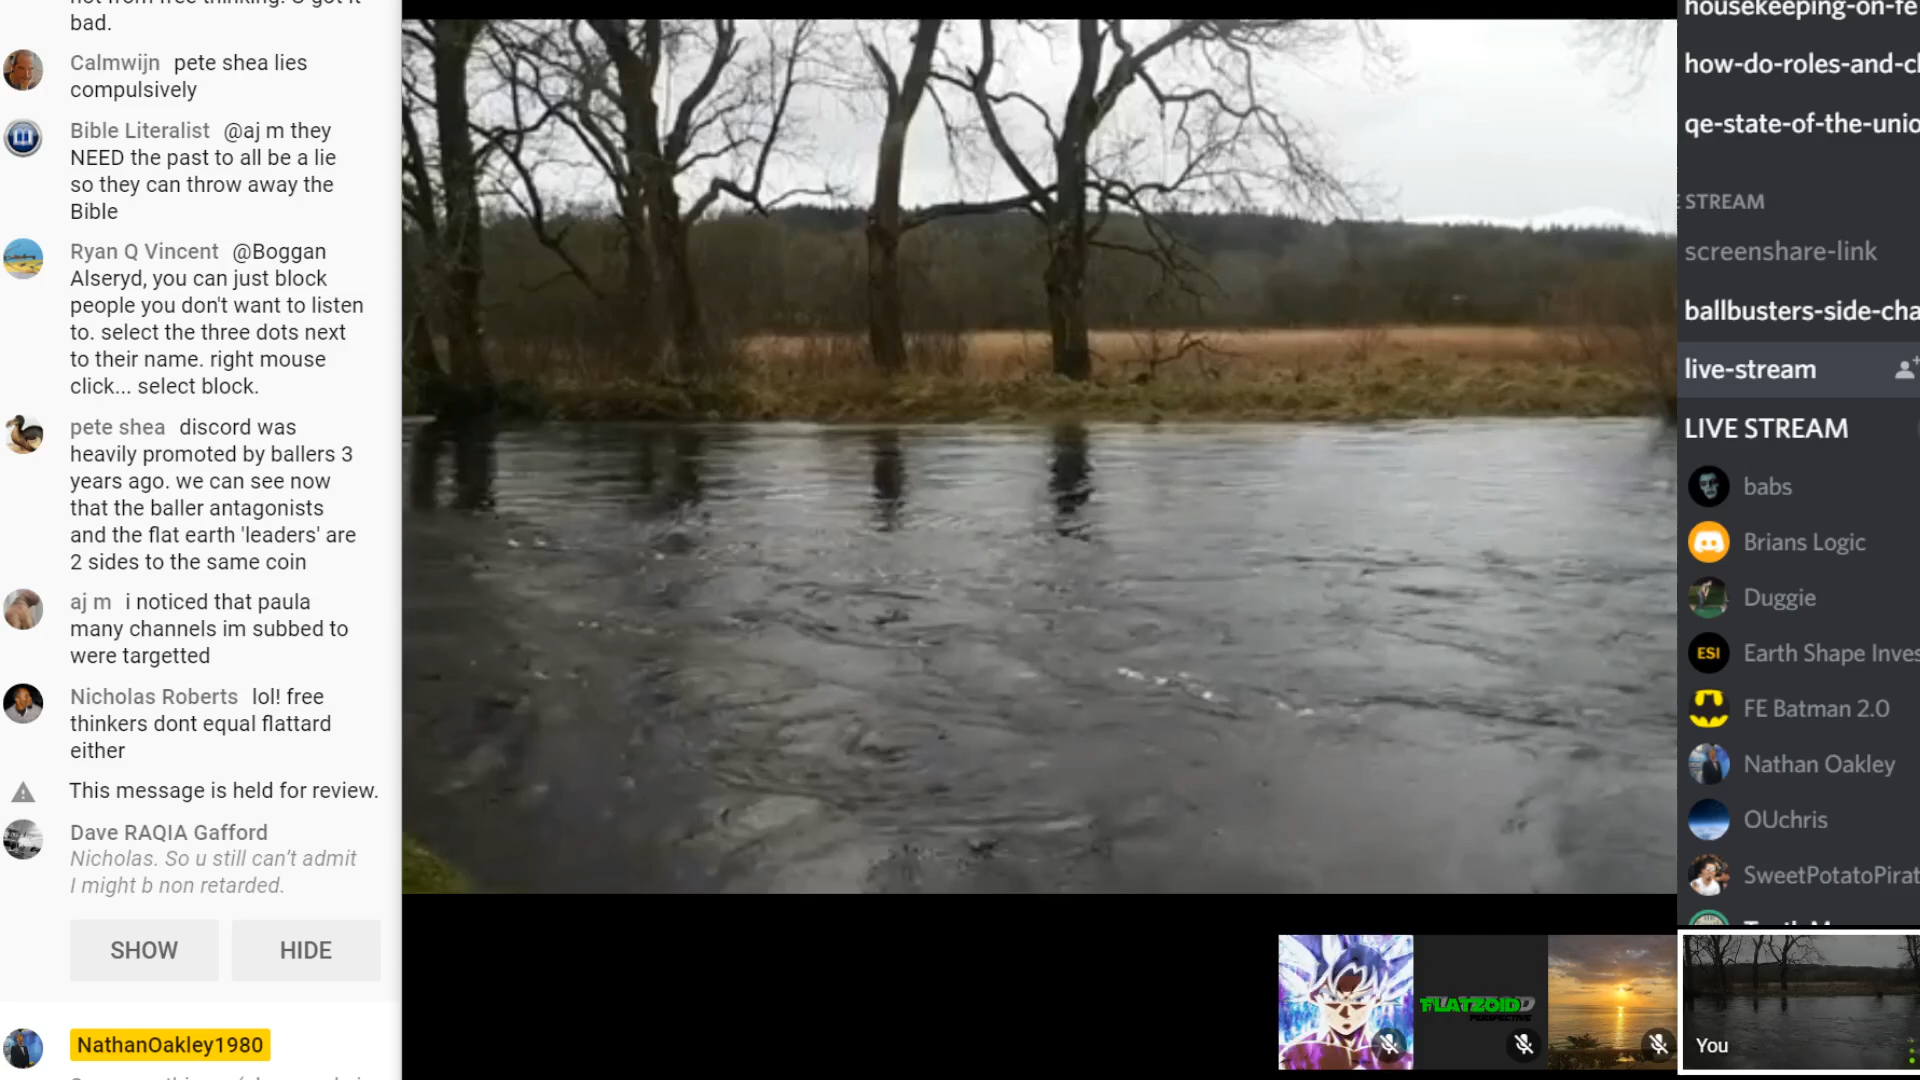 bad.
Calmwijn pete shea lies
compulsively
Bible Literalist @aj m they
NEED the past to all be a lie
so they can throw away the
Bible
Ryan Q Vincent @Boggan
Alseryd, you can just block
people you don't want to listen
to. select the three dots next
to their name. right mouse
click... select block.
pete shea discord was
heavily promoted by ballers 3
years ago. we can see now
that the baller antagonists
and the flat earth 'leaders' are
2 sides to the same coin
aj m i noticed that paula
many channels im subbed to
were targetted
Nicholas Roberts lol! free
thinkers dont equal flattard
either
This message is held for review.
Dave RAQIA Gafford
Nicholas. So u still can't admit
I might b non retarded.
SHOW HIDE
NathanOakley1980
FLATZOIDD
PERSPECTIVE
You
housekeeping-on-fe
how-do-roles-and-cl
qe-state-of-the-unio
STREAM
screenshare-link
ballbusters-side-cha
live-stream
LIVE STREAM
babs
Brians Logic
Duggie
ESI Earth Shape Inves
FE Batman 2.0
Nathan Oakley
OUchris
SweetPotatoPirat